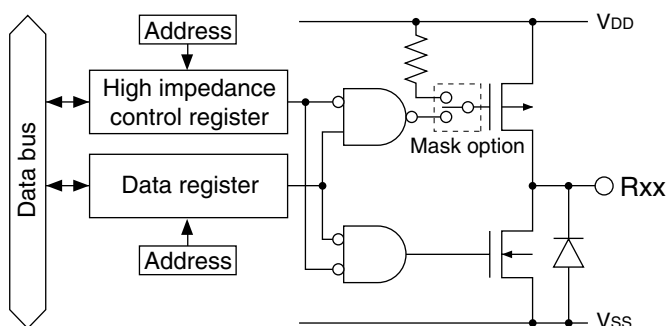 Address
VDD
High impedance
control register
Mask option
Data bus
Data register
Rxx
Address
VSS